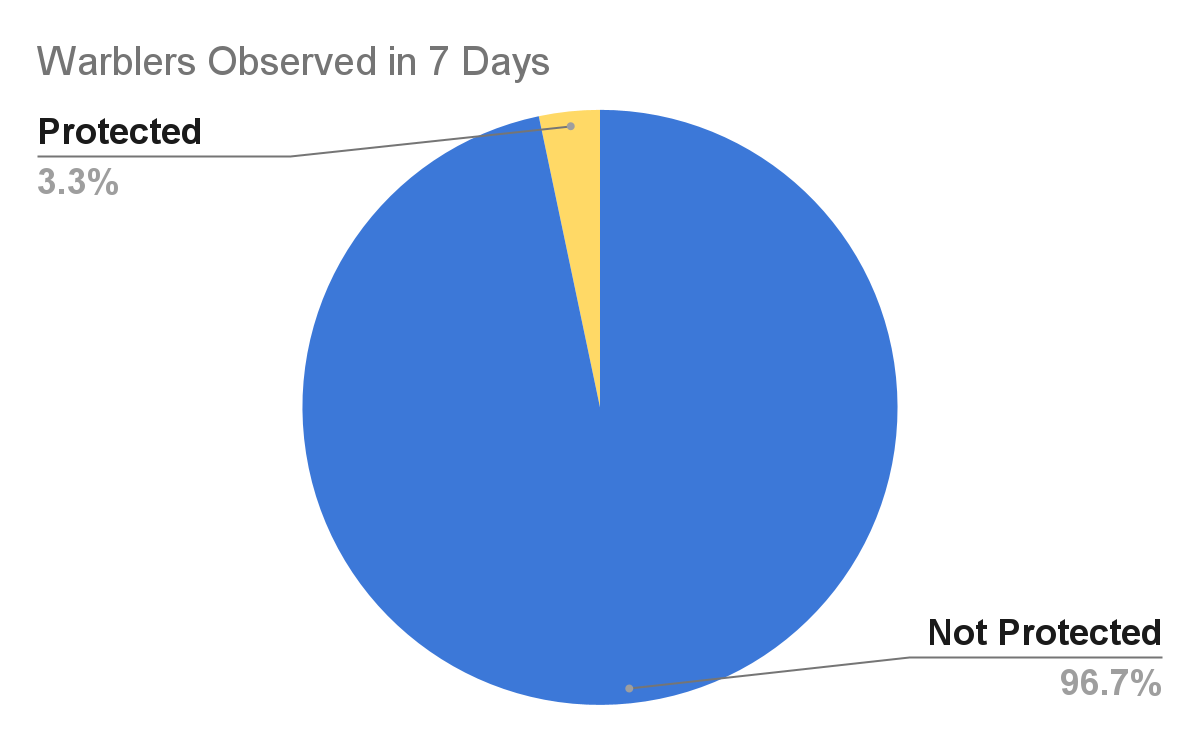 Warblers Observed in 7 Days
Protected
3.3%
Not Protected
96.7%